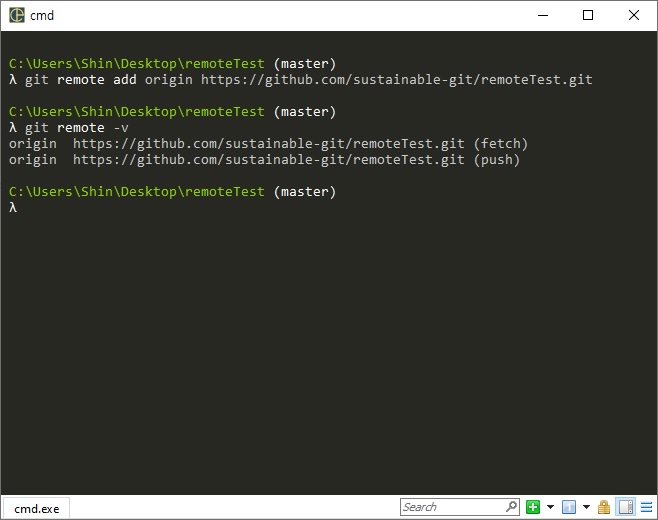 cmd
C:\Users\Shin\Desktop\remoteTest (master)
λ git remote add origin https://github.com/sustainable-git/remoteTest.git
C:\Users\Shin\Desktop\remoteTest (master)
λ git remote -v
origin  https://github.com/sustainable-git/remoteTest.git (fetch)
origin  https://github.com/sustainable-git/remoteTest.git (push)
C:\Users\Shin\Desktop\remoteTest (master)
λ
cmd.exe
Search